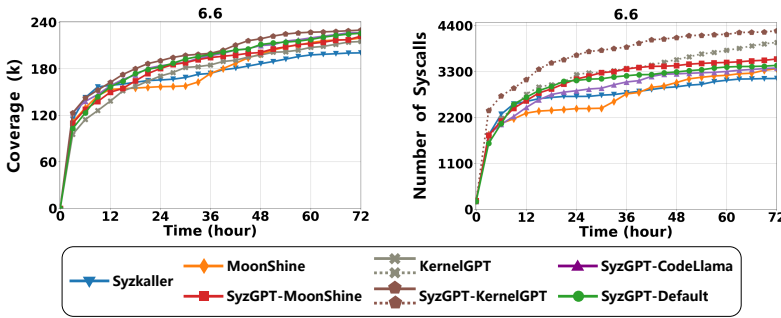 6.6
Coverage (k)
240
180
120
60
0
0 12 24 36 48 60 72
Time (hour)
6.6
Number of Syscalls
4400
3300
2200
1100
0
0 12 24 36 48 60 72
Time (hour)
Syzkaller
MoonShine
SyzGPT-MoonShine
KernelGPT
SyzGPT-KernelGPT
SyzGPT-CodeLlama
SyzGPT-Default